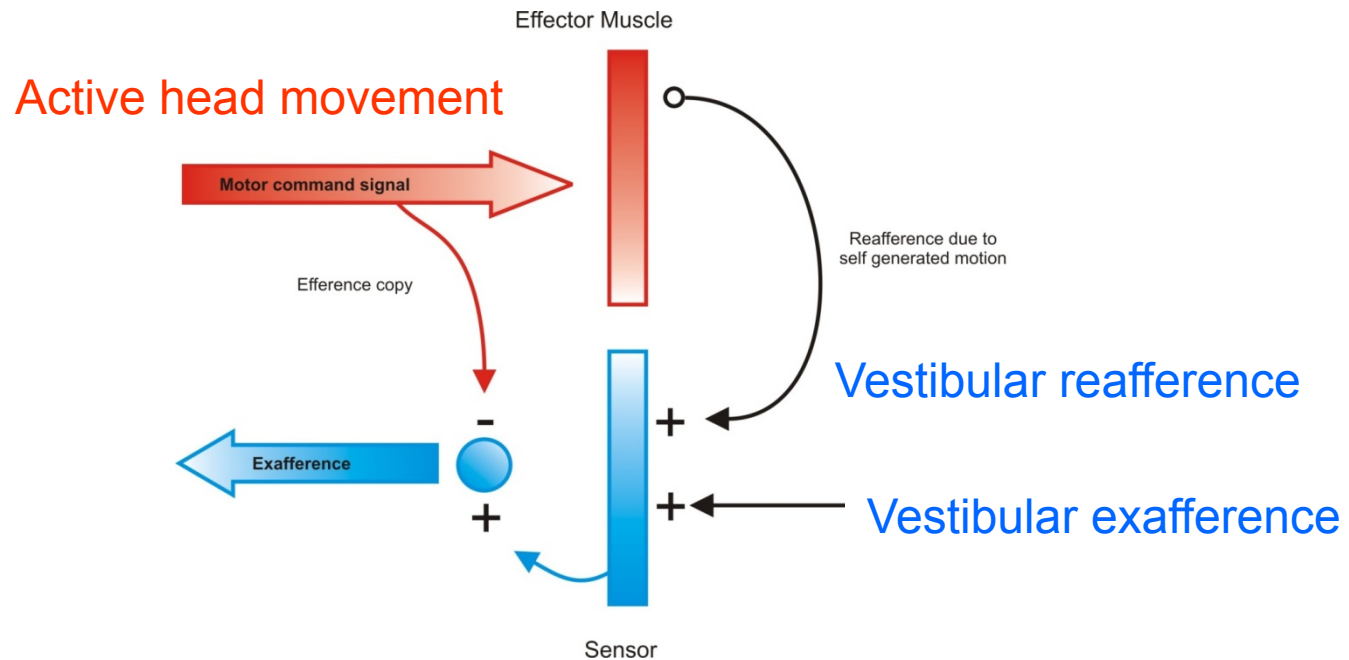 Effector Muscle
Active head movement
Motor command signal
Reafference due to
self generated motion
Efference copy
Vestibular reafference
+
-
Exafference
+
+
Vestibular exafference
Sensor